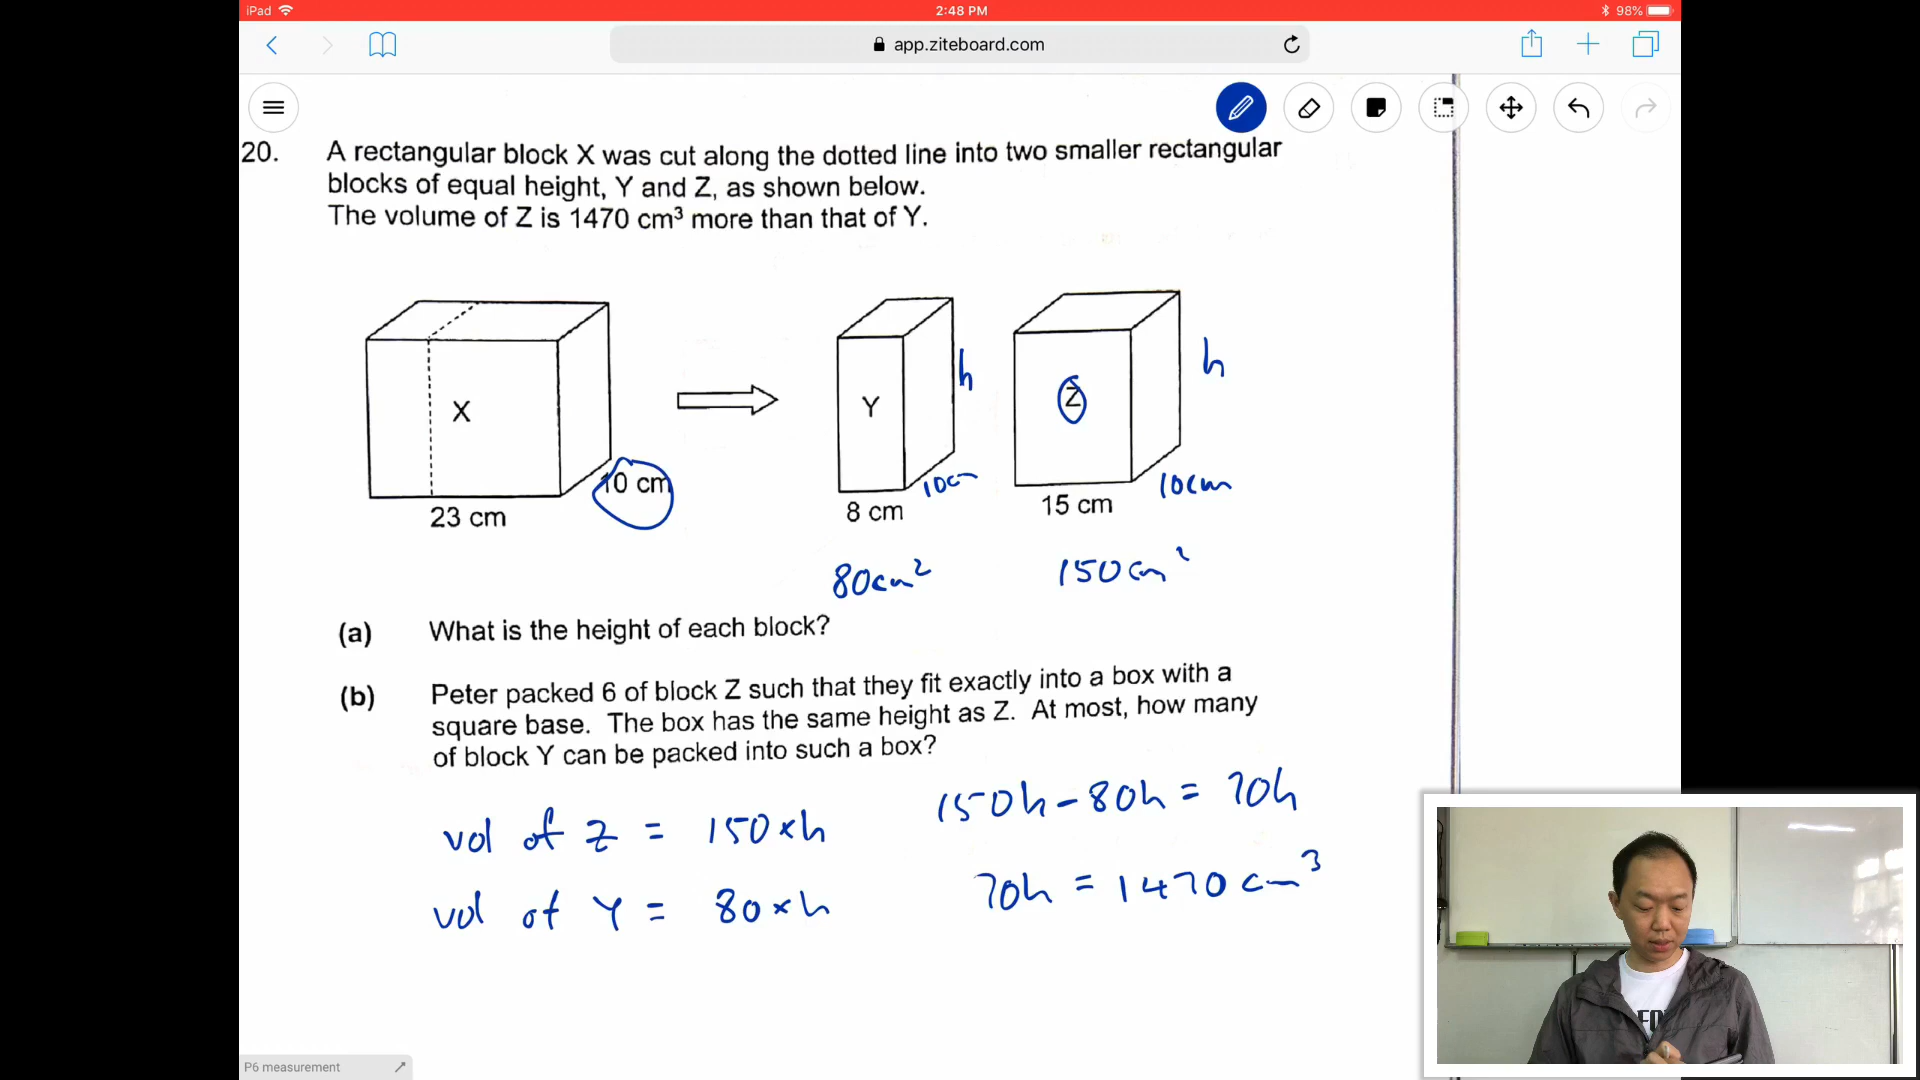 iPad
2:48 PM
98%
app.ziteboard.com
20. A rectangular block X was cut along the dotted line into two smaller rectangular
blocks of equal height, Y and Z, as shown below.
The volume of Z is 1470 cm³ more than that of Y.
X
10 cm
23 cm
Y
h
10cm
8 cm
Z
h
10cm
15 cm
80cm²
150cm²
(a) What is the height of each block?
(b) Peter packed 6 of block Z such that they fit exactly into a box with a
square base. The box has the same height as Z. At most, how many
of block Y can be packed into such a box?
vol of Z = 150×h
vol of Y = 80×h
150h - 80h = 70h
70h = 1470cm³
P6 measurement